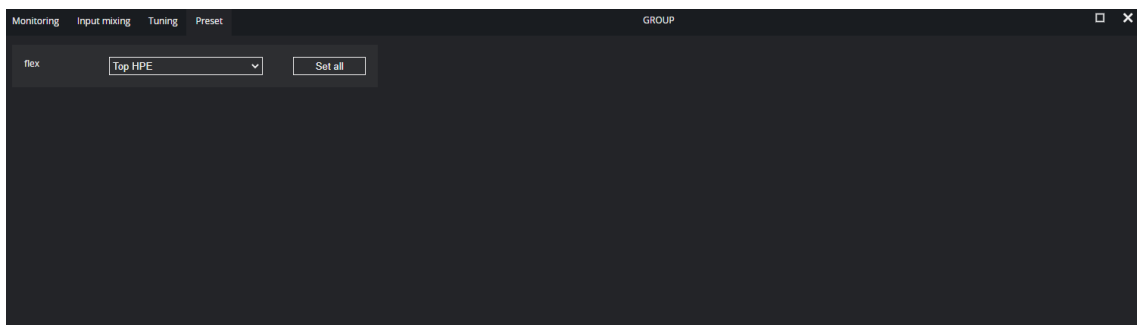 Monitoring Input mixing Tuning Preset GROUP
flex Top HPE Set all